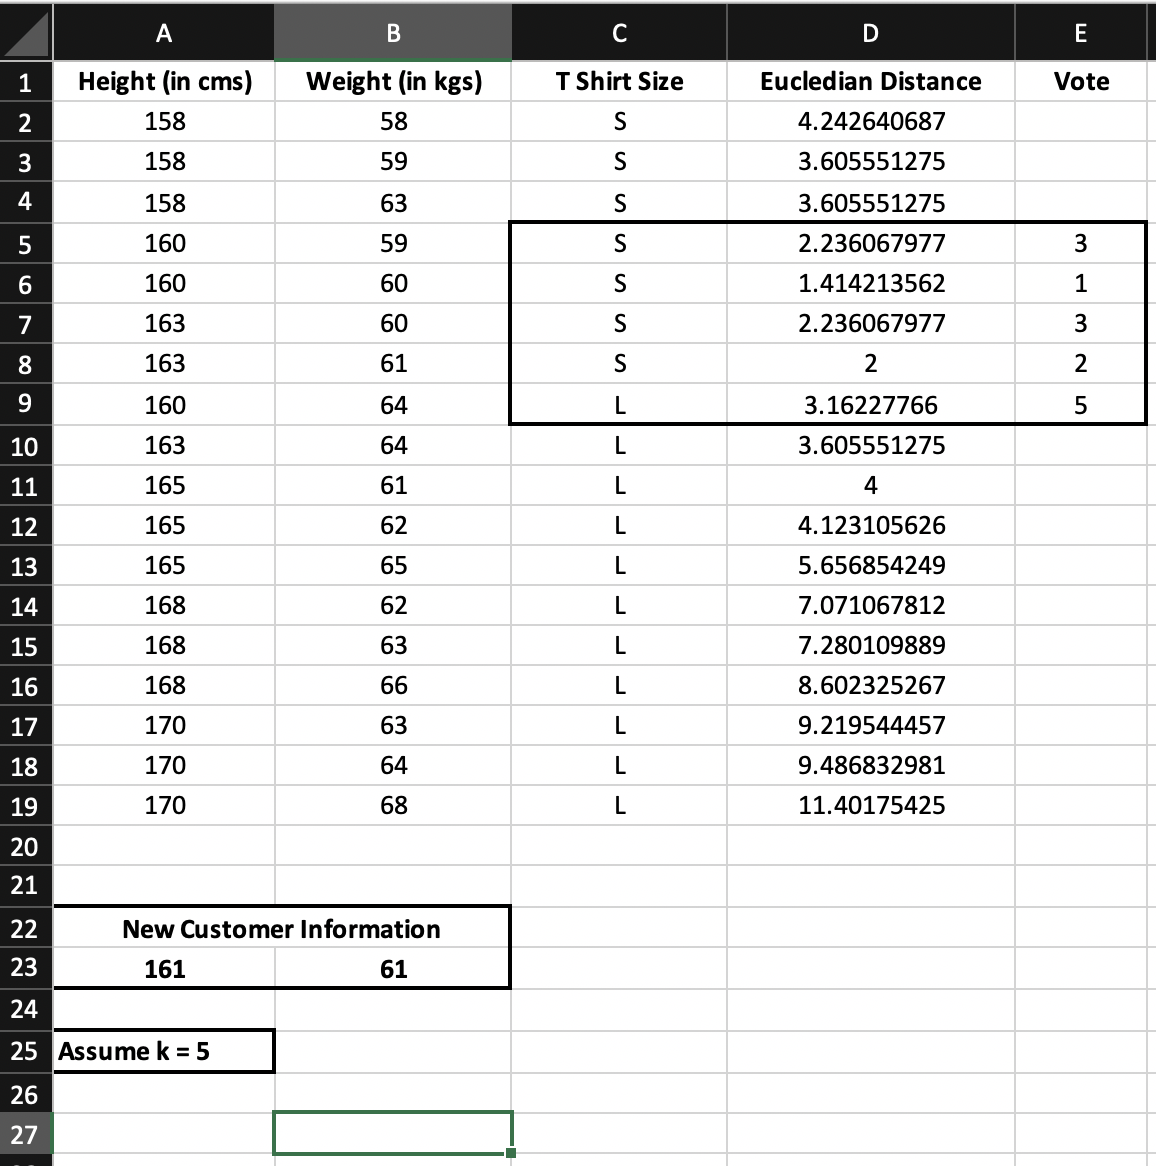 A B C D E
1 Height (in cms) Weight (in kgs) T Shirt Size Eucledian Distance Vote
2 158 58 S 4.242640687
3 158 59 S 3.605551275
4 158 63 S 3.605551275
5 160 59 S 2.236067977 3
6 160 60 S 1.414213562 1
7 163 60 S 2.236067977 3
8 163 61 S 2 2
9 160 64 L 3.16227766 5
10 163 64 L 3.605551275
11 165 61 L 4
12 165 62 L 4.123105626
13 165 65 L 5.656854249
14 168 62 L 7.071067812
15 168 63 L 7.280109889
16 168 66 L 8.602325267
17 170 63 L 9.219544457
18 170 64 L 9.486832981
19 170 68 L 11.40175425
20
21
22 New Customer Information
23 161 61
24
25 Assume k = 5
26
27